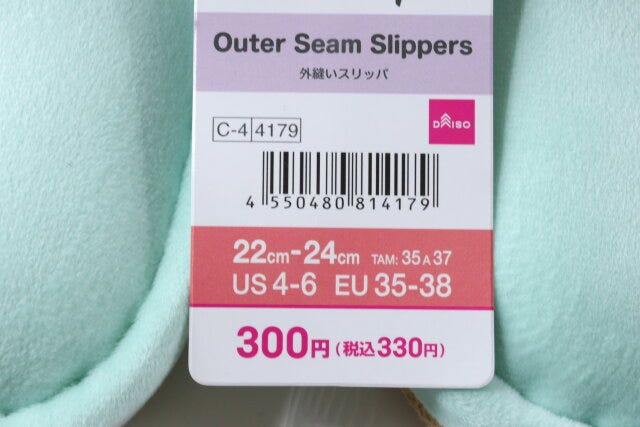 Outer Seam Slippers
外縫いスリッパ
DAISO
C-4 4179
4 550480 814179
22cm-24cm TAM: 35 A 37
US 4-6 EU 35-38
300円(税込330円)